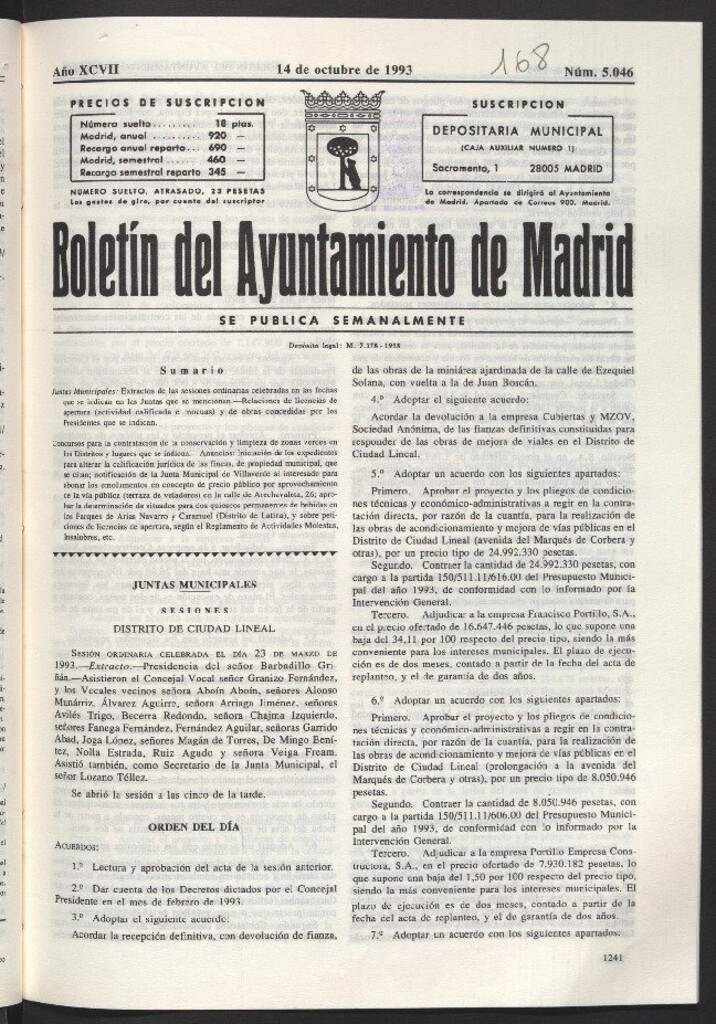 168
Año XCVII 14 de octubre de 1993 Núm. 5.046
PRECIOS DE SUSCRIPCION
Número suelto......... 18 ptas.
Madrid, anual ......... 920 —
Recargo anual reparto... 690 —
Madrid, semestral ...... 460 —
Recargo semestral reparto 345 —
NUMERO SUELTO, ATRASADO, 23 PESETAS
Los gastos de giro, por cuenta del suscriptor
SUSCRIPCION
DEPOSITARIA MUNICIPAL
(CAJA AUXILIAR NUMERO 1)
Sacramento, 1 28005 MADRID
La correspondencia se dirigirá al Ayuntamiento
de Madrid. Apartado de Correos 900. Madrid.
Boletín del Ayuntamiento de Madrid
SE PUBLICA SEMANALMENTE
Depósito legal: M. 7.178 - 1958
Sumario
Juntas Municipales: Extractos de las sesiones ordinarias celebradas en las fechas
que se indican en las Juntas que se mencionan.—Relaciones de licencias de
apertura (actividad calificada e inocuas) y de obras concedidas por los
Presidentes que se indican.
Concursos para la contratación de la conservación y limpieza de zonas verdes en
los Distritos y lugares que se indican. Anuncios: Iniciación de los expedientes
para alterar la calificación jurídica de las fincas, de propiedad municipal, que
se citan; notificación de la Junta Municipal de Villaverde al interesado para
abonar los emolumentos en concepto de precio público por aprovechamiento
de la vía pública (terraza de veladores) en la calle de Arechavaleta, 26; apro-
bar la determinación de situados para dos quioscos permanentes de bebidas en
los Parques de Arias Navarro y Caramuel (Distrito de Latina), y sobre peti-
ciones de licencias de apertura, según el Reglamento de Actividades Molestas,
Insalubres, etc.
JUNTAS MUNICIPALES
SESIONES
DISTRITO DE CIUDAD LINEAL
SESIÓN ORDINARIA CELEBRADA EL DÍA 23 DE MARZO DE
1993.—Extracto.—Presidencia del señor Barbadillo Gri-
ñán.—Asistieron el Concejal Vocal señor Granizo Fernández,
y los Vocales vecinos señora Aboín Aboín, señores Alonso
Munárriz, Álvarez Aguirre, señora Arriaga Jiménez, señores
Avilés Trigo, Becerra Redondo, señora Chajma Izquierdo,
señores Fanega Fernández, Fernández Aguilar, señoras Garrido
Abad, Joga López, señores Magán de Torres, De Mingo Bení-
tez, Nolla Estrada, Ruiz Agudo y señora Veiga Fream.
Asistió también, como Secretario de la Junta Municipal, el
señor Lozano Téllez.
Se abrió la sesión a las cinco de la tarde.
ORDEN DEL DÍA
ACUERDOS:
1.º Lectura y aprobación del acta de la sesión anterior.
2.º Dar cuenta de los Decretos dictados por el Concejal
Presidente en el mes de febrero de 1993.
3.º Adoptar el siguiente acuerdo:
Acordar la recepción definitiva, con devolución de fianza,
de las obras de la miniárea ajardinada de la calle de Ezequiel
Solana, con vuelta a la de Juan Boscán.
4.º Adoptar el siguiente acuerdo:
Acordar la devolución a la empresa Cubiertas y MZOV,
Sociedad Anónima, de las fianzas definitivas constituidas para
responder de las obras de mejora de viales en el Distrito de
Ciudad Lineal.
5.º Adoptar un acuerdo con los siguientes apartados:
Primero. Aprobar el proyecto y los pliegos de condicio-
nes técnicas y económico-administrativas a regir en la contra-
tación directa, por razón de la cuantía, para la realización de
las obras de acondicionamiento y mejora de vías públicas en el
Distrito de Ciudad Lineal (avenida del Marqués de Corbera y
otras), por un precio tipo de 24.992.330 pesetas.
Segundo. Contraer la cantidad de 24.992.330 pesetas, con
cargo a la partida 150/511.11/616.00 del Presupuesto Munici-
pal del año 1993, de conformidad con lo informado por la
Intervención General.
Tercero. Adjudicar a la empresa Francisco Portillo, S.A.,
en el precio ofertado de 16.647.446 pesetas, lo que supone una
baja del 34,11 por 100 respecto del precio tipo, siendo la más
conveniente para los intereses municipales. El plazo de ejecu-
ción es de dos meses, contado a partir de la fecha del acta de
replanteo, y el de garantía de dos años.
6.º Adoptar un acuerdo con los siguientes apartados:
Primero. Aprobar el proyecto y los pliegos de condicio-
nes técnicas y económico-administrativas a regir en la contra-
tación directa, por razón de la cuantía, para la realización de
las obras de acondicionamiento y mejora de vías públicas en el
Distrito de Ciudad Lineal (prolongación a la avenida del
Marqués de Corbera y otras), por un precio tipo de 8.050.946
pesetas.
Segundo. Contraer la cantidad de 8.050.946 pesetas, con
cargo a la partida 150/511.11/606.00 del Presupuesto Munici-
pal del año 1993, de conformidad con lo informado por la
Intervención General.
Tercero. Adjudicar a la empresa Portillo Empresa Cons-
tructora, S.A., en el precio ofertado de 7.930.182 pesetas, lo
que supone una baja del 1,50 por 100 respecto del precio tipo,
siendo la más conveniente para los intereses municipales. El
plazo de ejecución es de dos meses, contado a partir de la
fecha del acta de replanteo, y el de garantía de dos años.
7.º Adoptar un acuerdo con los siguientes apartados:
1241